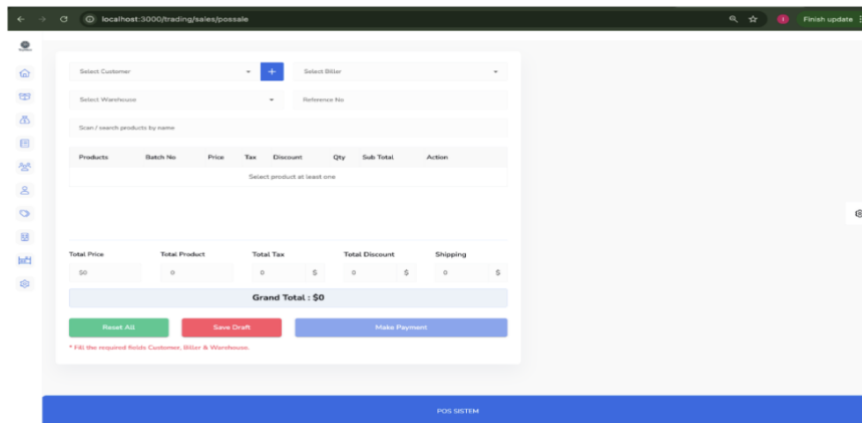 localhost:3000/trading/sales/possale
Finish update
Select Customer
+
Select Biller
Select Warehouse
Reference No
Scan / search products by name
Products Batch No Price Tax Discount Qty Sub Total Action
Select product at least one
Total Price Total Product Total Tax Total Discount Shipping
$0 0 0 $ 0 $ 0 $
Grand Total : $0
Reset All Save Draft Make Payment
* Fill the required fields Customer, Biller & Warehouse.
POS SISTEM